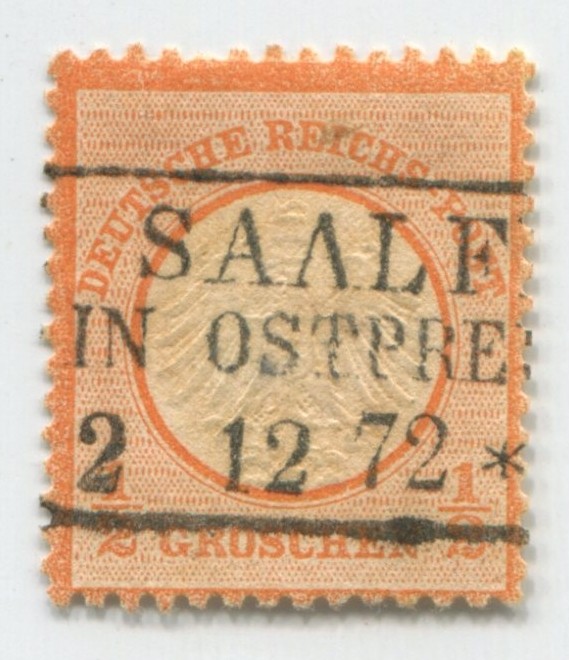 DEUTSCHE REICHS-POST
SAALF
IN OSTPRE
2 12 72 *
1/2 GROSCHEN 1/2